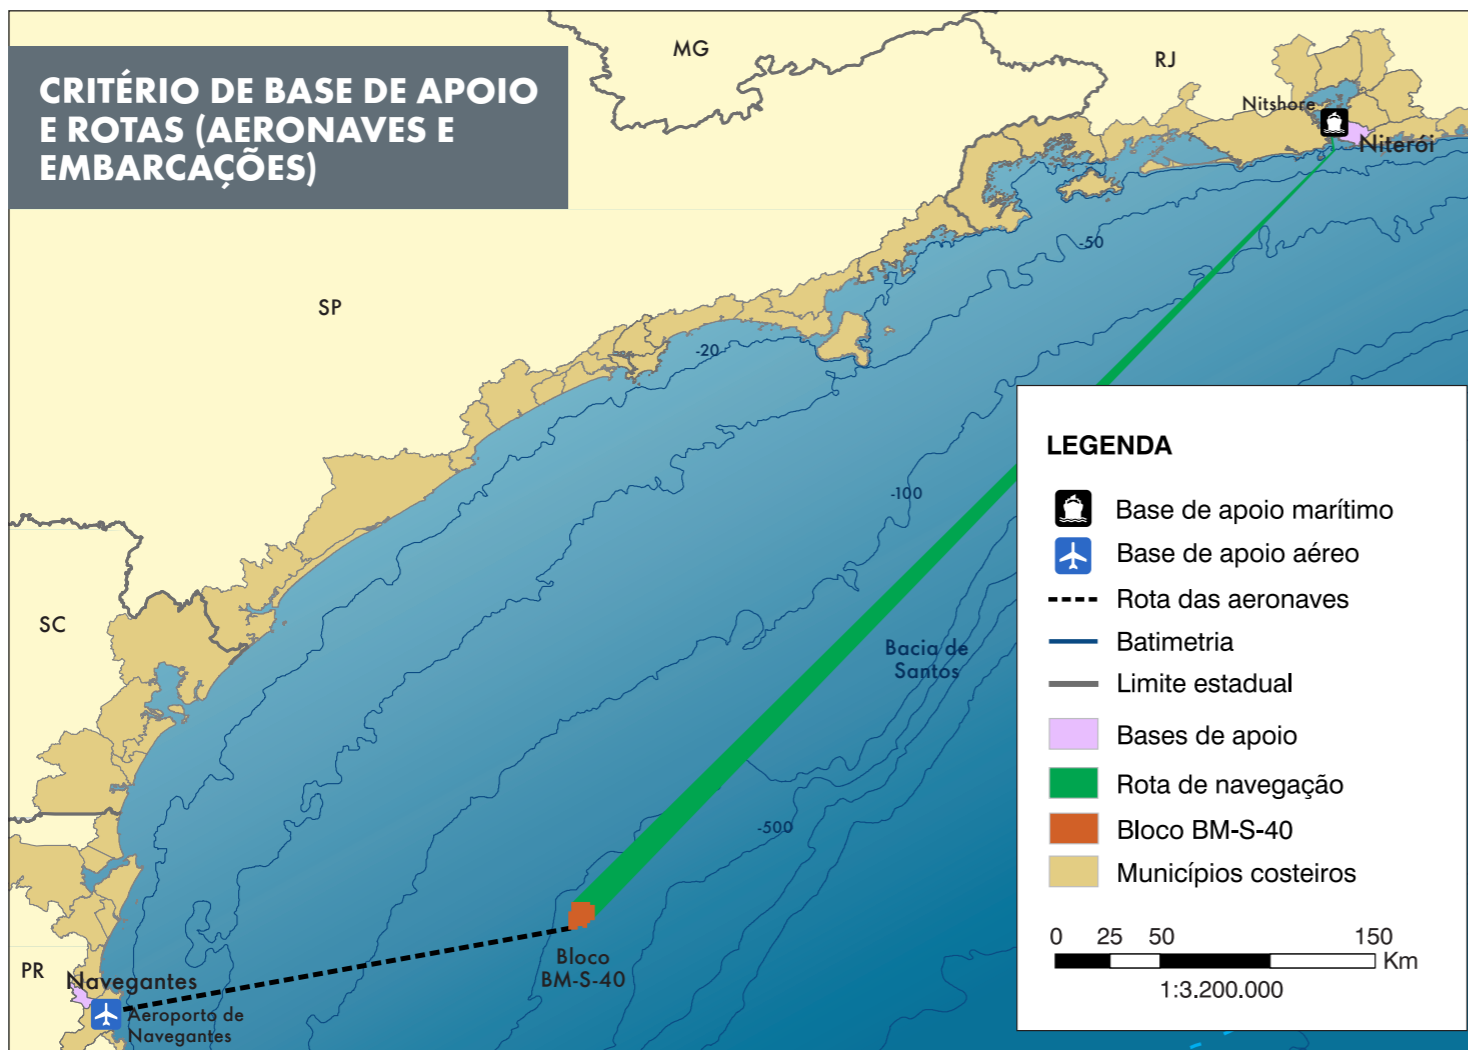 CRITÉRIO DE BASE DE APOIO
E ROTAS (AERONAVES E
EMBARCAÇÕES)
MG
RJ
Nitshore
Niterói
-50
SP
-20
-100
SC
Bacia de
Santos
-500
Bloco
BM-S-40
PR
Navegantes
Aeroporto de
Navegantes
LEGENDA
Base de apoio marítimo
Base de apoio aéreo
Rota das aeronaves
Batimetria
Limite estadual
Bases de apoio
Rota de navegação
Bloco BM-S-40
Municípios costeiros
0 25 50 150
Km
1:3.200.000